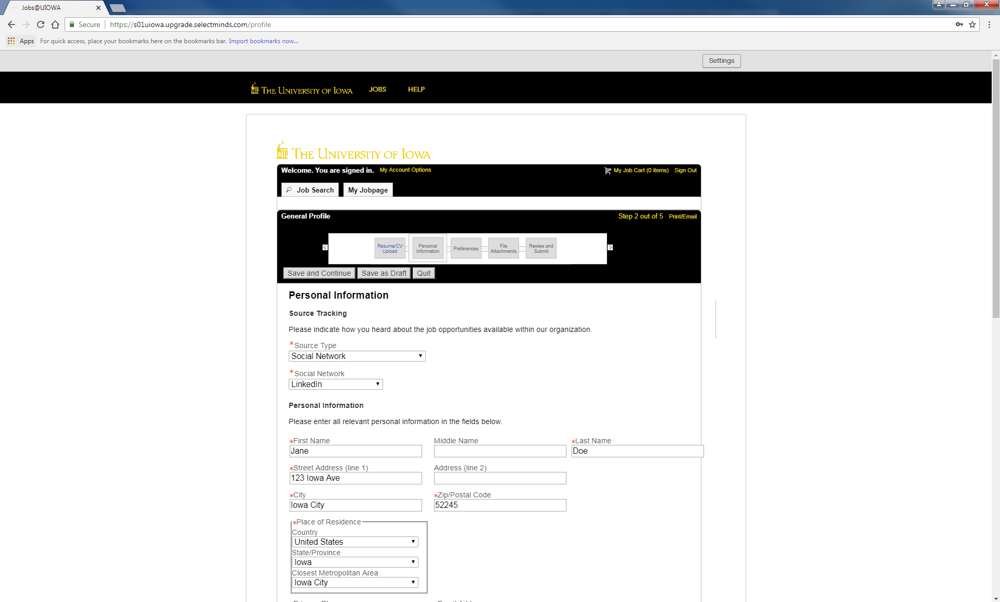 Jobs@UIOWA
Secure https://s01uiowa.upgrade.selectminds.com/profile
Apps For quick access, place your bookmarks here on the bookmarks bar. Import bookmarks now...
Settings
THE UNIVERSITY OF IOWA JOBS HELP
THE UNIVERSITY OF IOWA
Welcome. You are signed in. My Account Options My Job Cart (0 items) Sign Out
Job Search My Jobpage
General Profile Step 2 out of 5 Print/Email
Resume/CV Upload Personal Information Preferences File Attachments Review and Submit
Save and Continue Save as Draft Quit
Personal Information
Source Tracking
Please indicate how you heard about the job opportunities available within our organization.
*Source Type
Social Network
*Social Network
LinkedIn
Personal Information
Please enter all relevant personal information in the fields below.
*First Name Middle Name *Last Name
Jane Doe
*Street Address (line 1) Address (line 2)
123 Iowa Ave
*City *Zip/Postal Code
Iowa City 52245
*Place of Residence
Country
United States
State/Province
Iowa
Closest Metropolitan Area
Iowa City